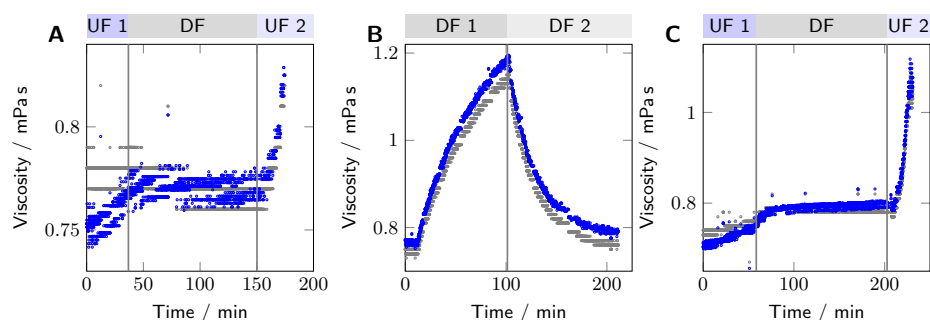 UF 1 DF UF 2 DF 1 DF 2 UF 1 DF UF 2
A B C
Viscosity / mPa s
0.8
0.75
0 50 100 150 200
Time / min
Viscosity / mPa s
1.2
1
0.8
0 100 200
Time / min
Viscosity / mPa s
1
0.8
0 100 200
Time / min